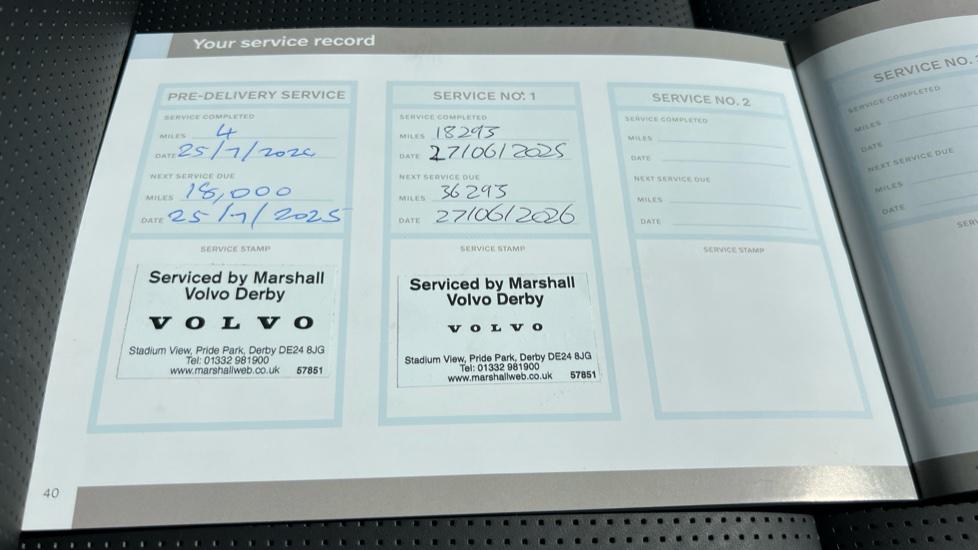 Your service record
PRE-DELIVERY SERVICE
SERVICE COMPLETED
MILES 4
DATE 25/7/2024
NEXT SERVICE DUE
MILES 18,000
DATE 25/7/2025
SERVICE STAMP
Serviced by Marshall
Volvo Derby
VOLVO
Stadium View, Pride Park, Derby DE24 8JG
Tel: 01332 981900
www.marshallweb.co.uk 57851
SERVICE NO. 1
SERVICE COMPLETED
MILES 18293
DATE 27/06/2025
NEXT SERVICE DUE
MILES 36293
DATE 27/06/2026
SERVICE STAMP
Serviced by Marshall
Volvo Derby
VOLVO
Stadium View, Pride Park, Derby DE24 8JG
Tel: 01332 981900
www.marshallweb.co.uk 57851
SERVICE NO. 2
SERVICE COMPLETED
MILES
DATE
NEXT SERVICE DUE
MILES
DATE
SERVICE STAMP
SERVICE NO.
SERVICE COMPLETED
MILES
DATE
NEXT SERVICE DUE
MILES
DATE
40